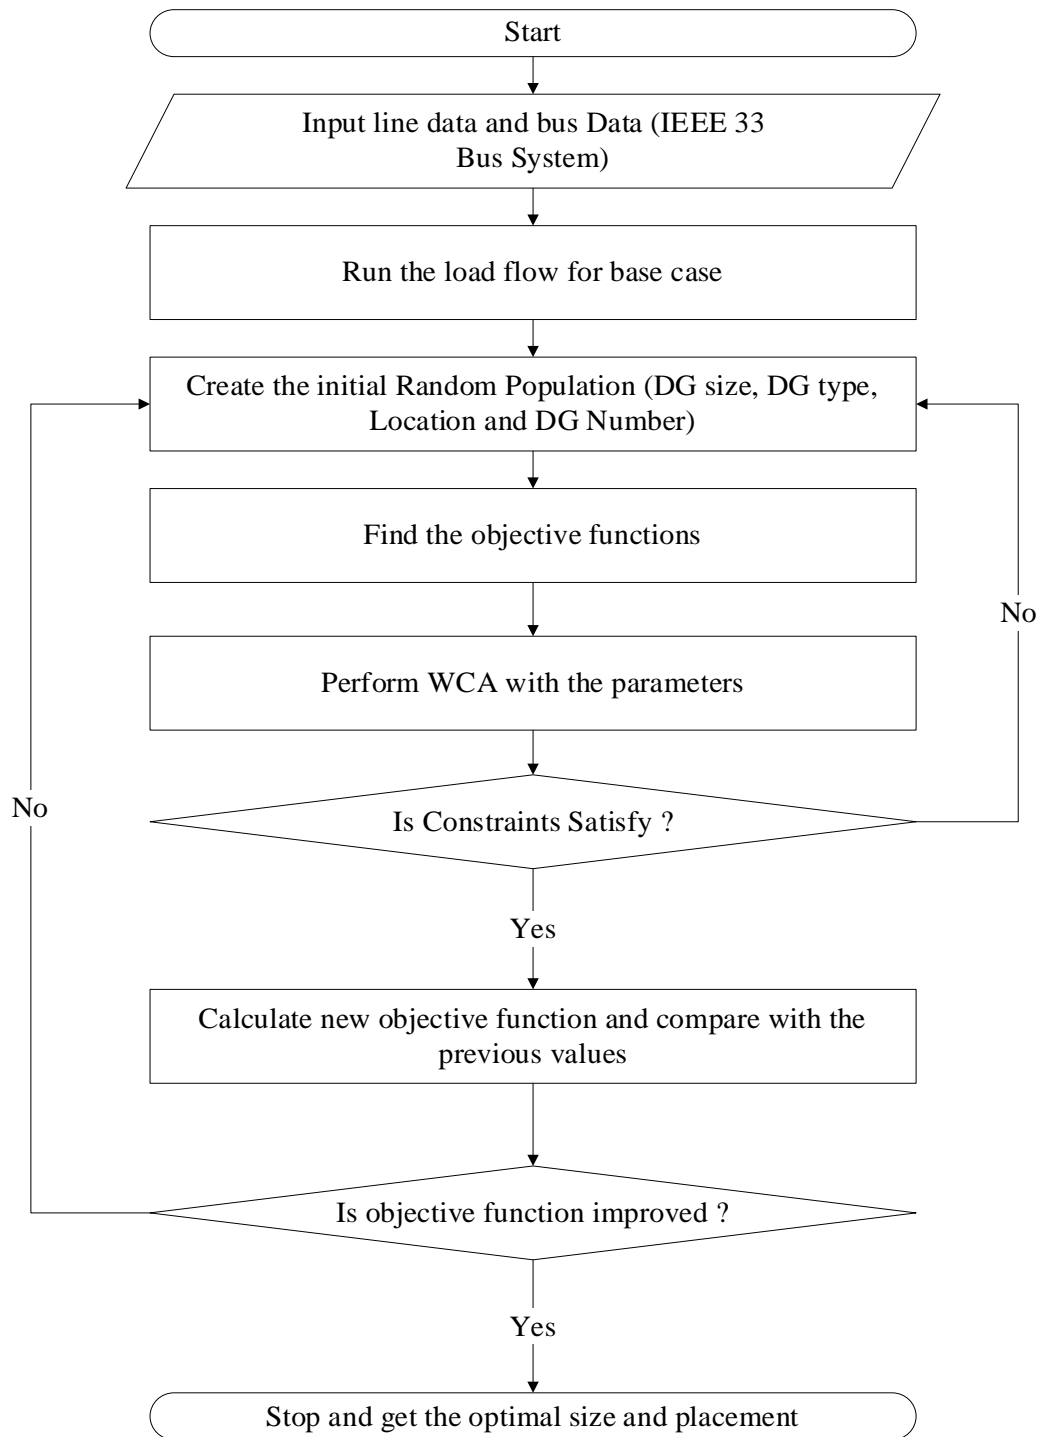 Start
Input line data and bus Data (IEEE 33
Bus System)
Run the load flow for base case
Create the initial Random Population (DG size, DG type,
Location and DG Number)
Find the objective functions
No
Perform WCA with the parameters
No
Is Constraints Satisfy ?
Yes
Calculate new objective function and compare with the
previous values
Is objective function improved ?
Yes
Stop and get the optimal size and placement